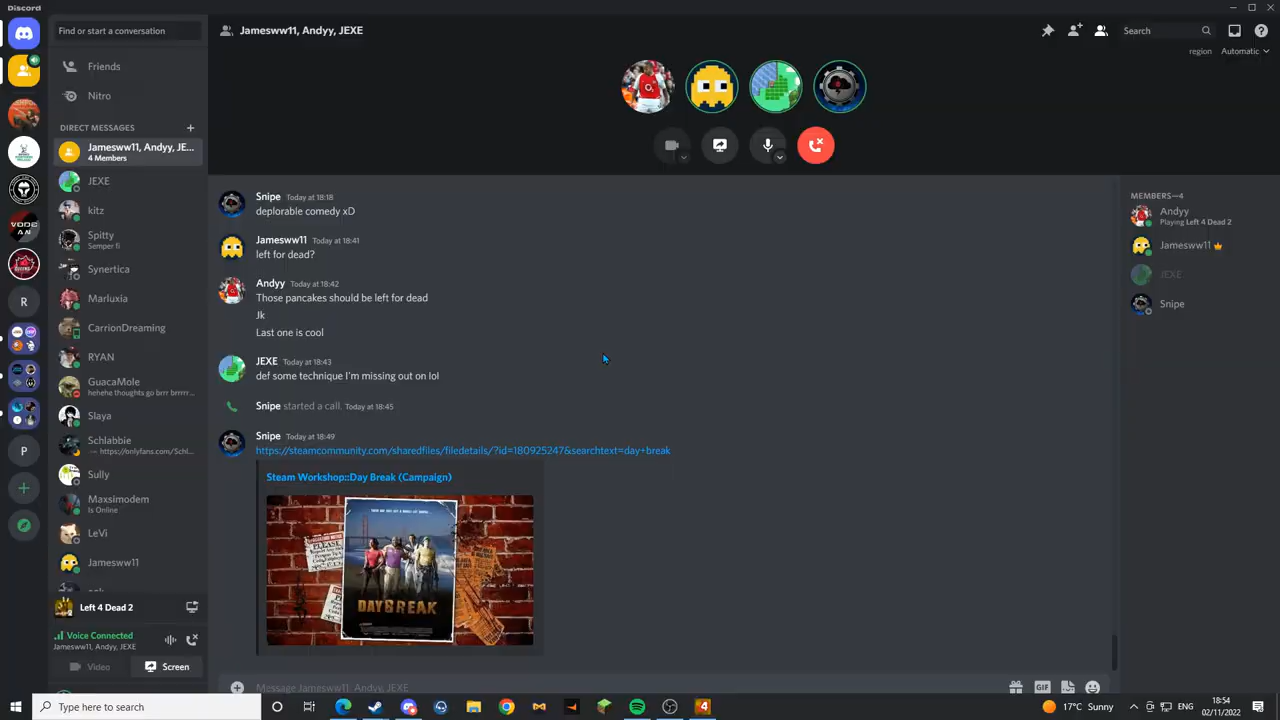 Discord
Find or start a conversation
Friends
Nitro
DIRECT MESSAGES
Jamesww11, Andyy, JE...
4 Members
JEXE
kitz
Spitty
Semper fi
Synertica
Marluxia
CarrionDreaming
RYAN
GuacaMole
hehehe thoughts go brrr brrrr...
Slaya
Schlabbie
→ https://onlyfans.com/Schl...
Sully
Maxsimodem
Is Online
LeVi
Jamesww11
Left 4 Dead 2
Voice Connected
Jamesww11, Andyy, JEXE
Video
Screen
R
P
Jamesww11, Andyy, JEXE
Search
region
Automatic
Snipe Today at 18:18
deplorable comedy xD
Jamesww11 Today at 18:41
left for dead?
Andyy Today at 18:42
Those pancakes should be left for dead
Jk
Last one is cool
JEXE Today at 18:43
def some technique I'm missing out on lol
Snipe started a call. Today at 18:45
Snipe Today at 18:49
https://steamcommunity.com/sharedfiles/filedetails/?id=180925247&searchtext=day+break
Steam Workshop::Day Break (Campaign)
DAYBREAK
Message Jamesww11, Andyy, JEXE
GIF
MEMBERS—4
Andyy
Playing Left 4 Dead 2
Jamesww11
JEXE
Snipe
Type here to search
17°C Sunny
ENG
18:54
02/11/2022